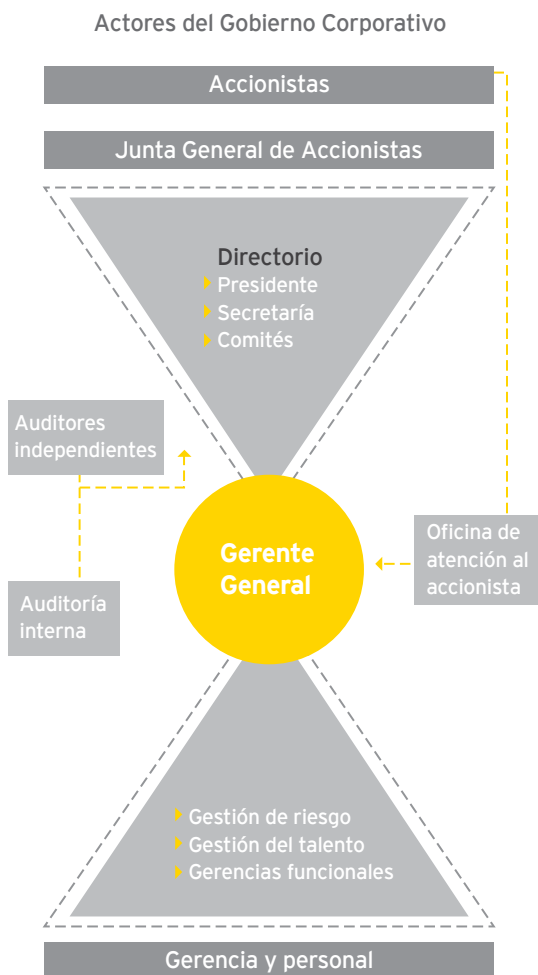 Actores del Gobierno Corporativo
Accionistas
Junta General de Accionistas
Directorio
Presidente
Secretaría
Comités
Auditores
independientes
Gerente
General
Oficina de
atención al
accionista
Auditoría
interna
Gestión de riesgo
Gestión del talento
Gerencias funcionales
Gerencia y personal